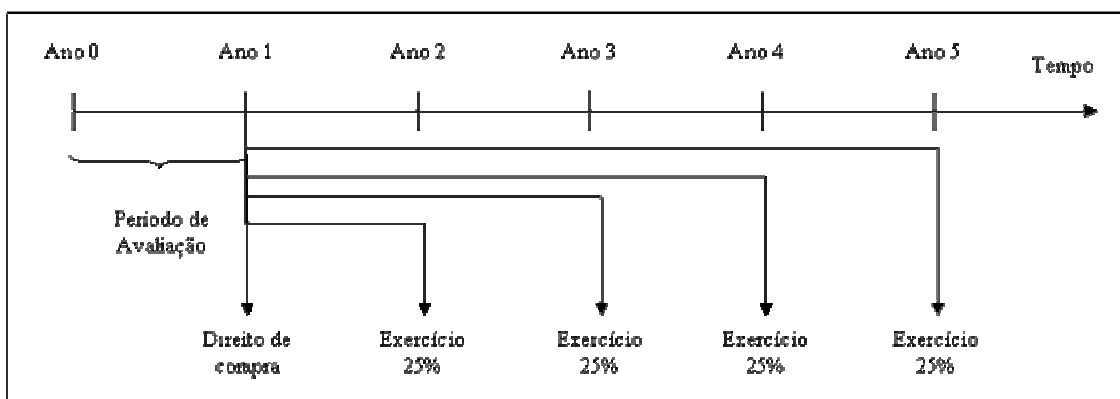 Ano 0 Ano 1 Ano 2 Ano 3 Ano 4 Ano 5 Tempo
Período de
Avaliação
Direito de
compra
Exercício
25%
Exercício
25%
Exercício
25%
Exercício
25%